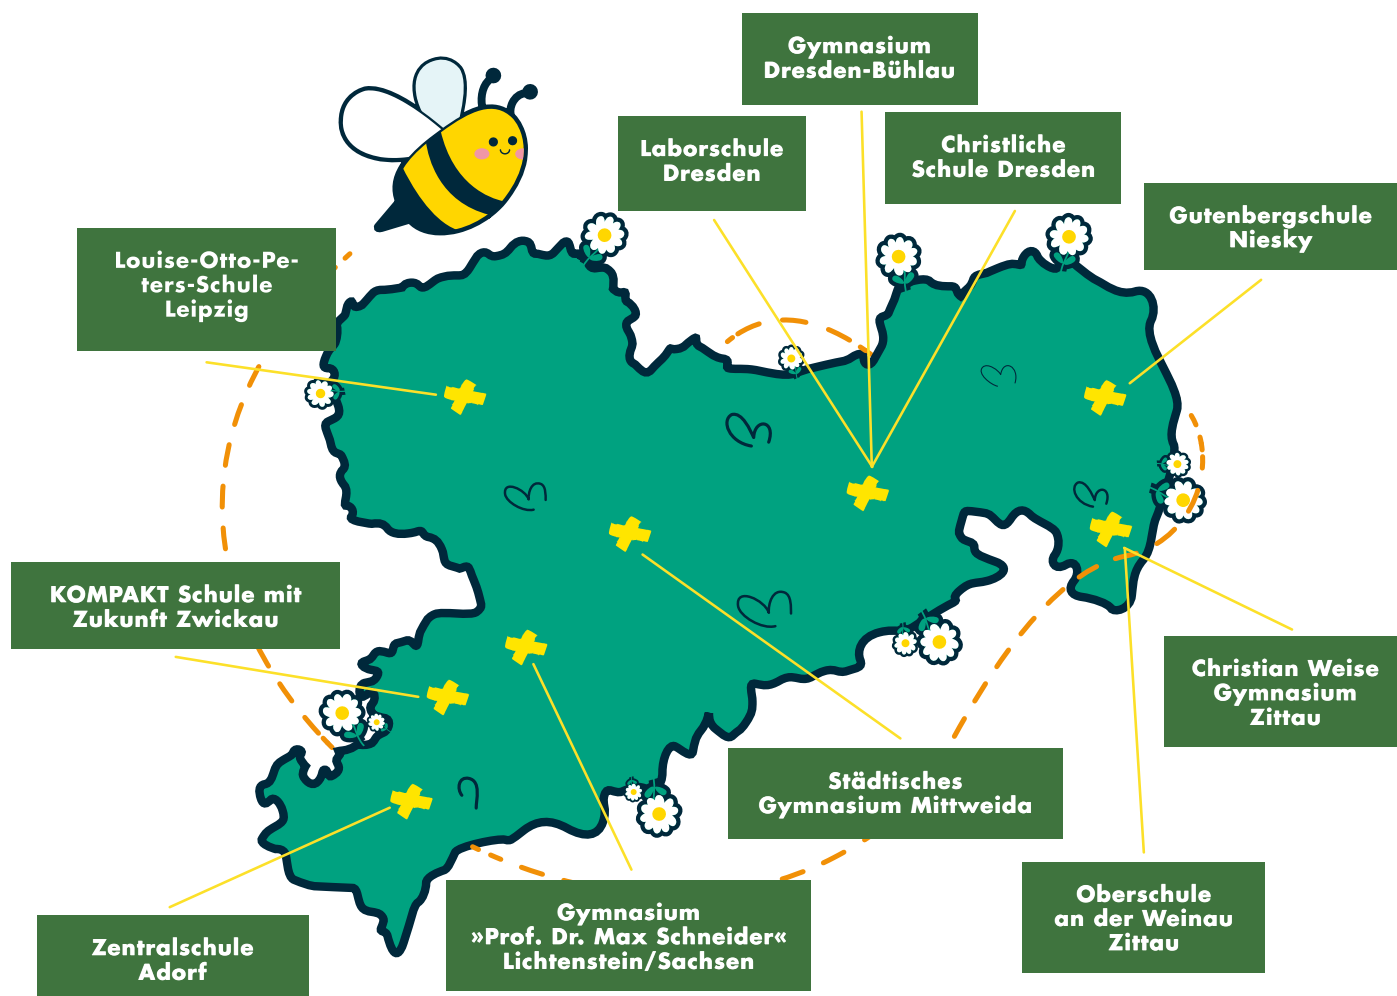 Gymnasium
Dresden-Bühlau
Laborschule
Dresden
Christliche
Schule Dresden
Gutenbergschule
Niesky
Louise-Otto-Pe-
ters-Schule
Leipzig
KOMPAKT Schule mit
Zukunft Zwickau
Christian Weise
Gymnasium
Zittau
Städtisches
Gymnasium Mittweida
Oberschule
an der Weinau
Zittau
Gymnasium
»Prof. Dr. Max Schneider«
Lichtenstein/Sachsen
Zentralschule
Adorf